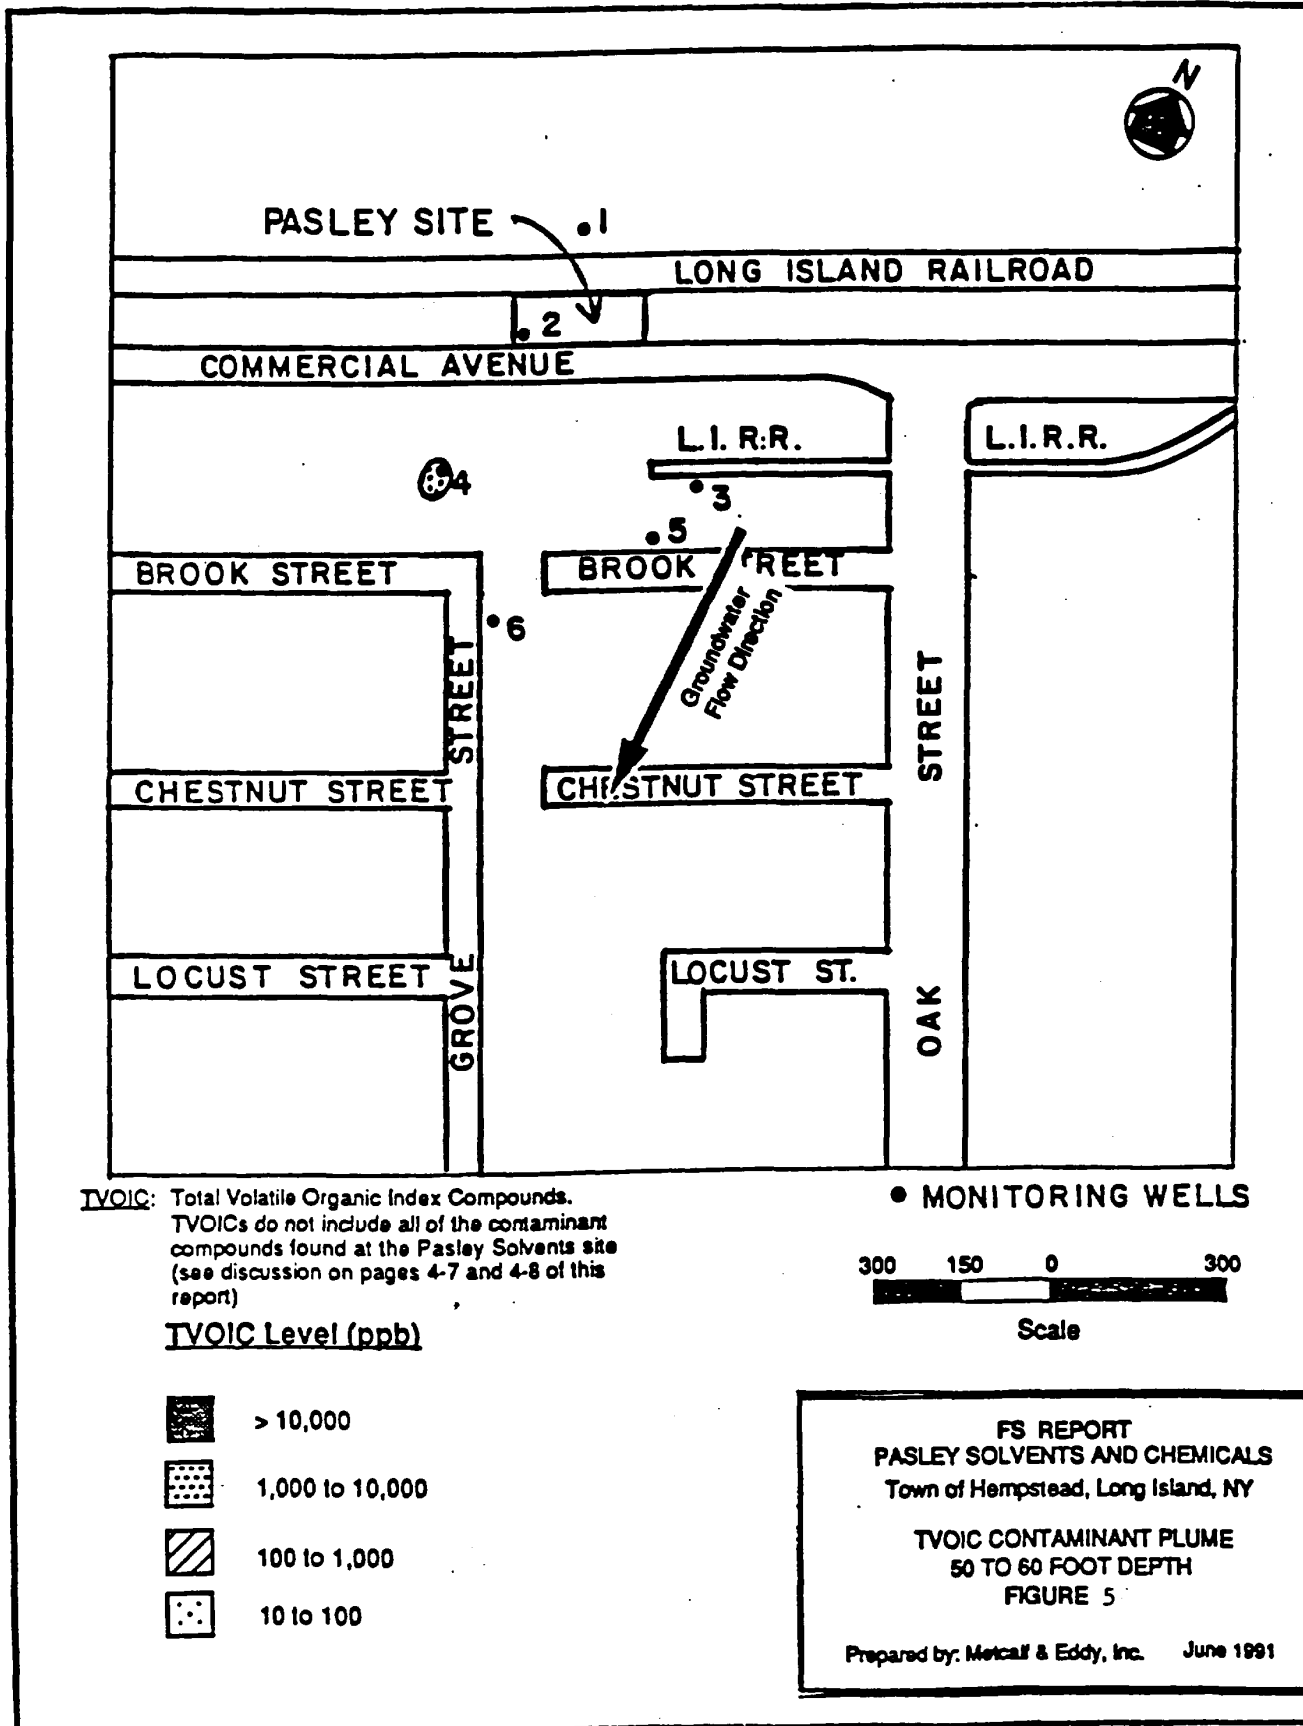 N
PASLEY SITE
1
LONG ISLAND RAILROAD
2
COMMERCIAL AVENUE
L.I.R.R.
L.I.R.R.
4
3
5
BROOK STREET
BROOK TREET
6
Groundwater
Flow Direction
STREET
STREET
CHESTNUT STREET
CHESTNUT STREET
LOCUST STREET
LOCUST ST.
GROVE
OAK
TVOIC: Total Volatile Organic Index Compounds.
TVOICs do not include all of the contaminant
compounds found at the Pasley Solvents site
(see discussion on pages 4-7 and 4-8 of this
report)
MONITORING WELLS
300 150 0 300
Scale
TVOIC Level (ppb)
> 10,000
1,000 to 10,000
100 to 1,000
10 to 100
FS REPORT
PASLEY SOLVENTS AND CHEMICALS
Town of Hempstead, Long Island, NY
TVOIC CONTAMINANT PLUME
50 TO 60 FOOT DEPTH
FIGURE 5
Prepared by: Metcalf & Eddy, Inc. June 1991